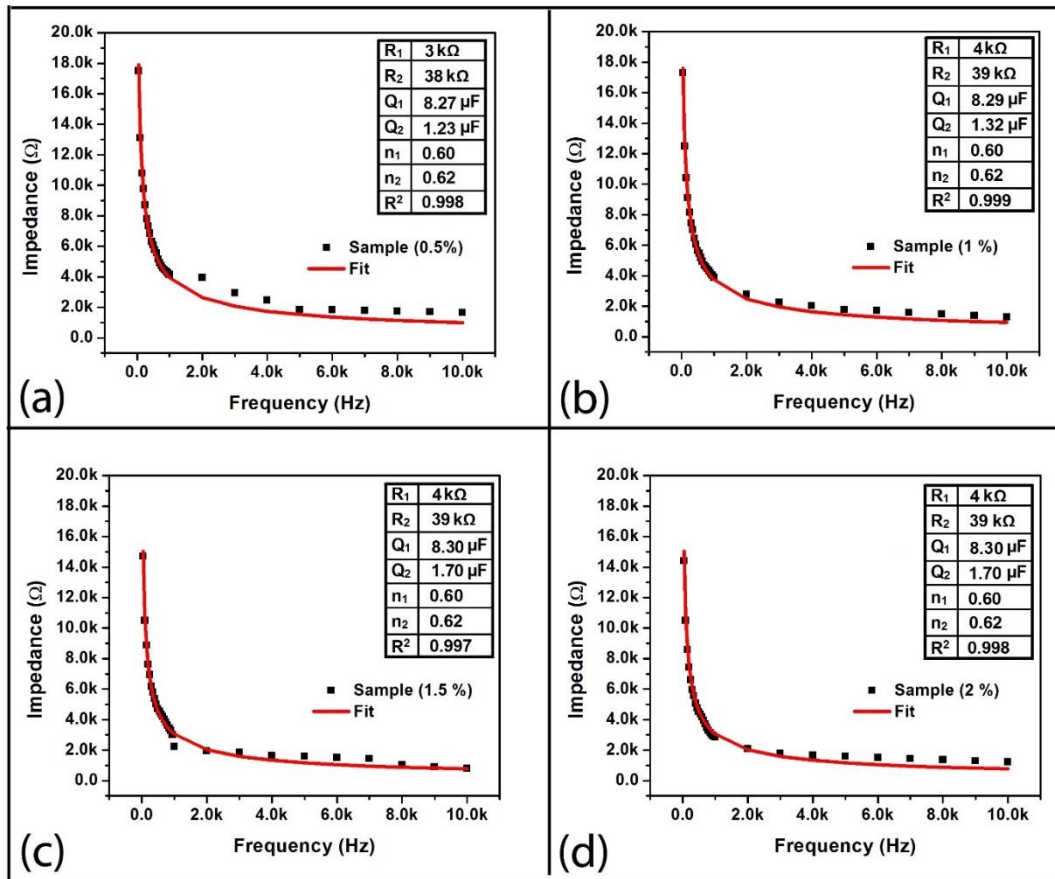 20.0k
18.0k
16.0k
14.0k
12.0k
10.0k
8.0k
6.0k
4.0k
2.0k
0.0
Impedance (Ω)
R₁ 3 kΩ
R₂ 38 kΩ
Q₁ 8.27 µF
Q₂ 1.23 µF
n₁ 0.60
n₂ 0.62
R² 0.998
Sample (0.5%)
Fit
0.0 2.0k 4.0k 6.0k 8.0k 10.0k
Frequency (Hz)
(a)
20.0k
18.0k
16.0k
14.0k
12.0k
10.0k
8.0k
6.0k
4.0k
2.0k
0.0
Impedance (Ω)
R₁ 4kΩ
R₂ 39 kΩ
Q₁ 8.29 µF
Q₂ 1.32 µF
n₁ 0.60
n₂ 0.62
R² 0.999
Sample (1 %)
Fit
0.0 2.0k 4.0k 6.0k 8.0k 10.0k
Frequency (Hz)
(b)
20.0k
18.0k
16.0k
14.0k
12.0k
10.0k
8.0k
6.0k
4.0k
2.0k
0.0
Impedance (Ω)
R₁ 4kΩ
R₂ 39 kΩ
Q₁ 8.30 µF
Q₂ 1.70 µF
n₁ 0.60
n₂ 0.62
R² 0.997
Sample (1.5 %)
Fit
0.0 2.0k 4.0k 6.0k 8.0k 10.0k
Frequency (Hz)
(c)
20.0k
18.0k
16.0k
14.0k
12.0k
10.0k
8.0k
6.0k
4.0k
2.0k
0.0
Impedance (Ω)
R₁ 4kΩ
R₂ 39 kΩ
Q₁ 8.30 µF
Q₂ 1.70 µF
n₁ 0.60
n₂ 0.62
R² 0.998
Sample (2 %)
Fit
0.0 2.0k 4.0k 6.0k 8.0k 10.0k
Frequency (Hz)
(d)